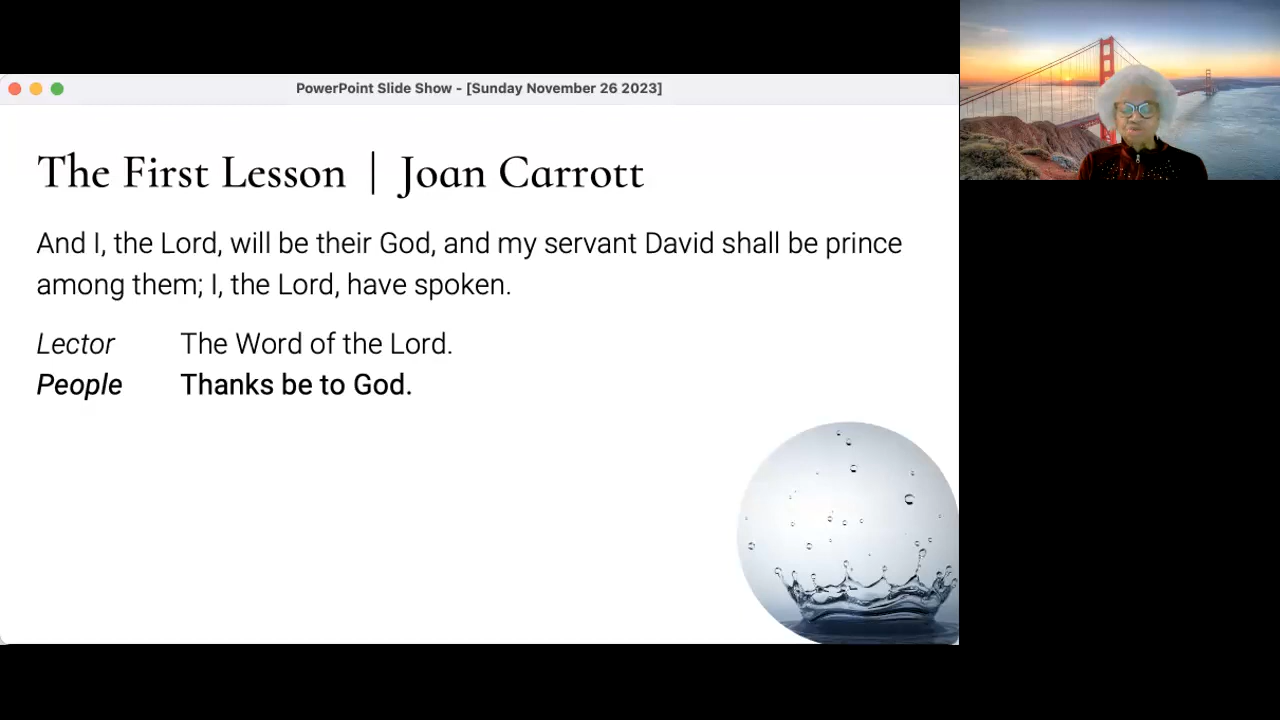 PowerPoint Slide Show - [Sunday November 26 2023]
The First Lesson | Joan Carrott
And I, the Lord, will be their God, and my servant David shall be prince
among them; I, the Lord, have spoken.
Lector The Word of the Lord.
People Thanks be to God.